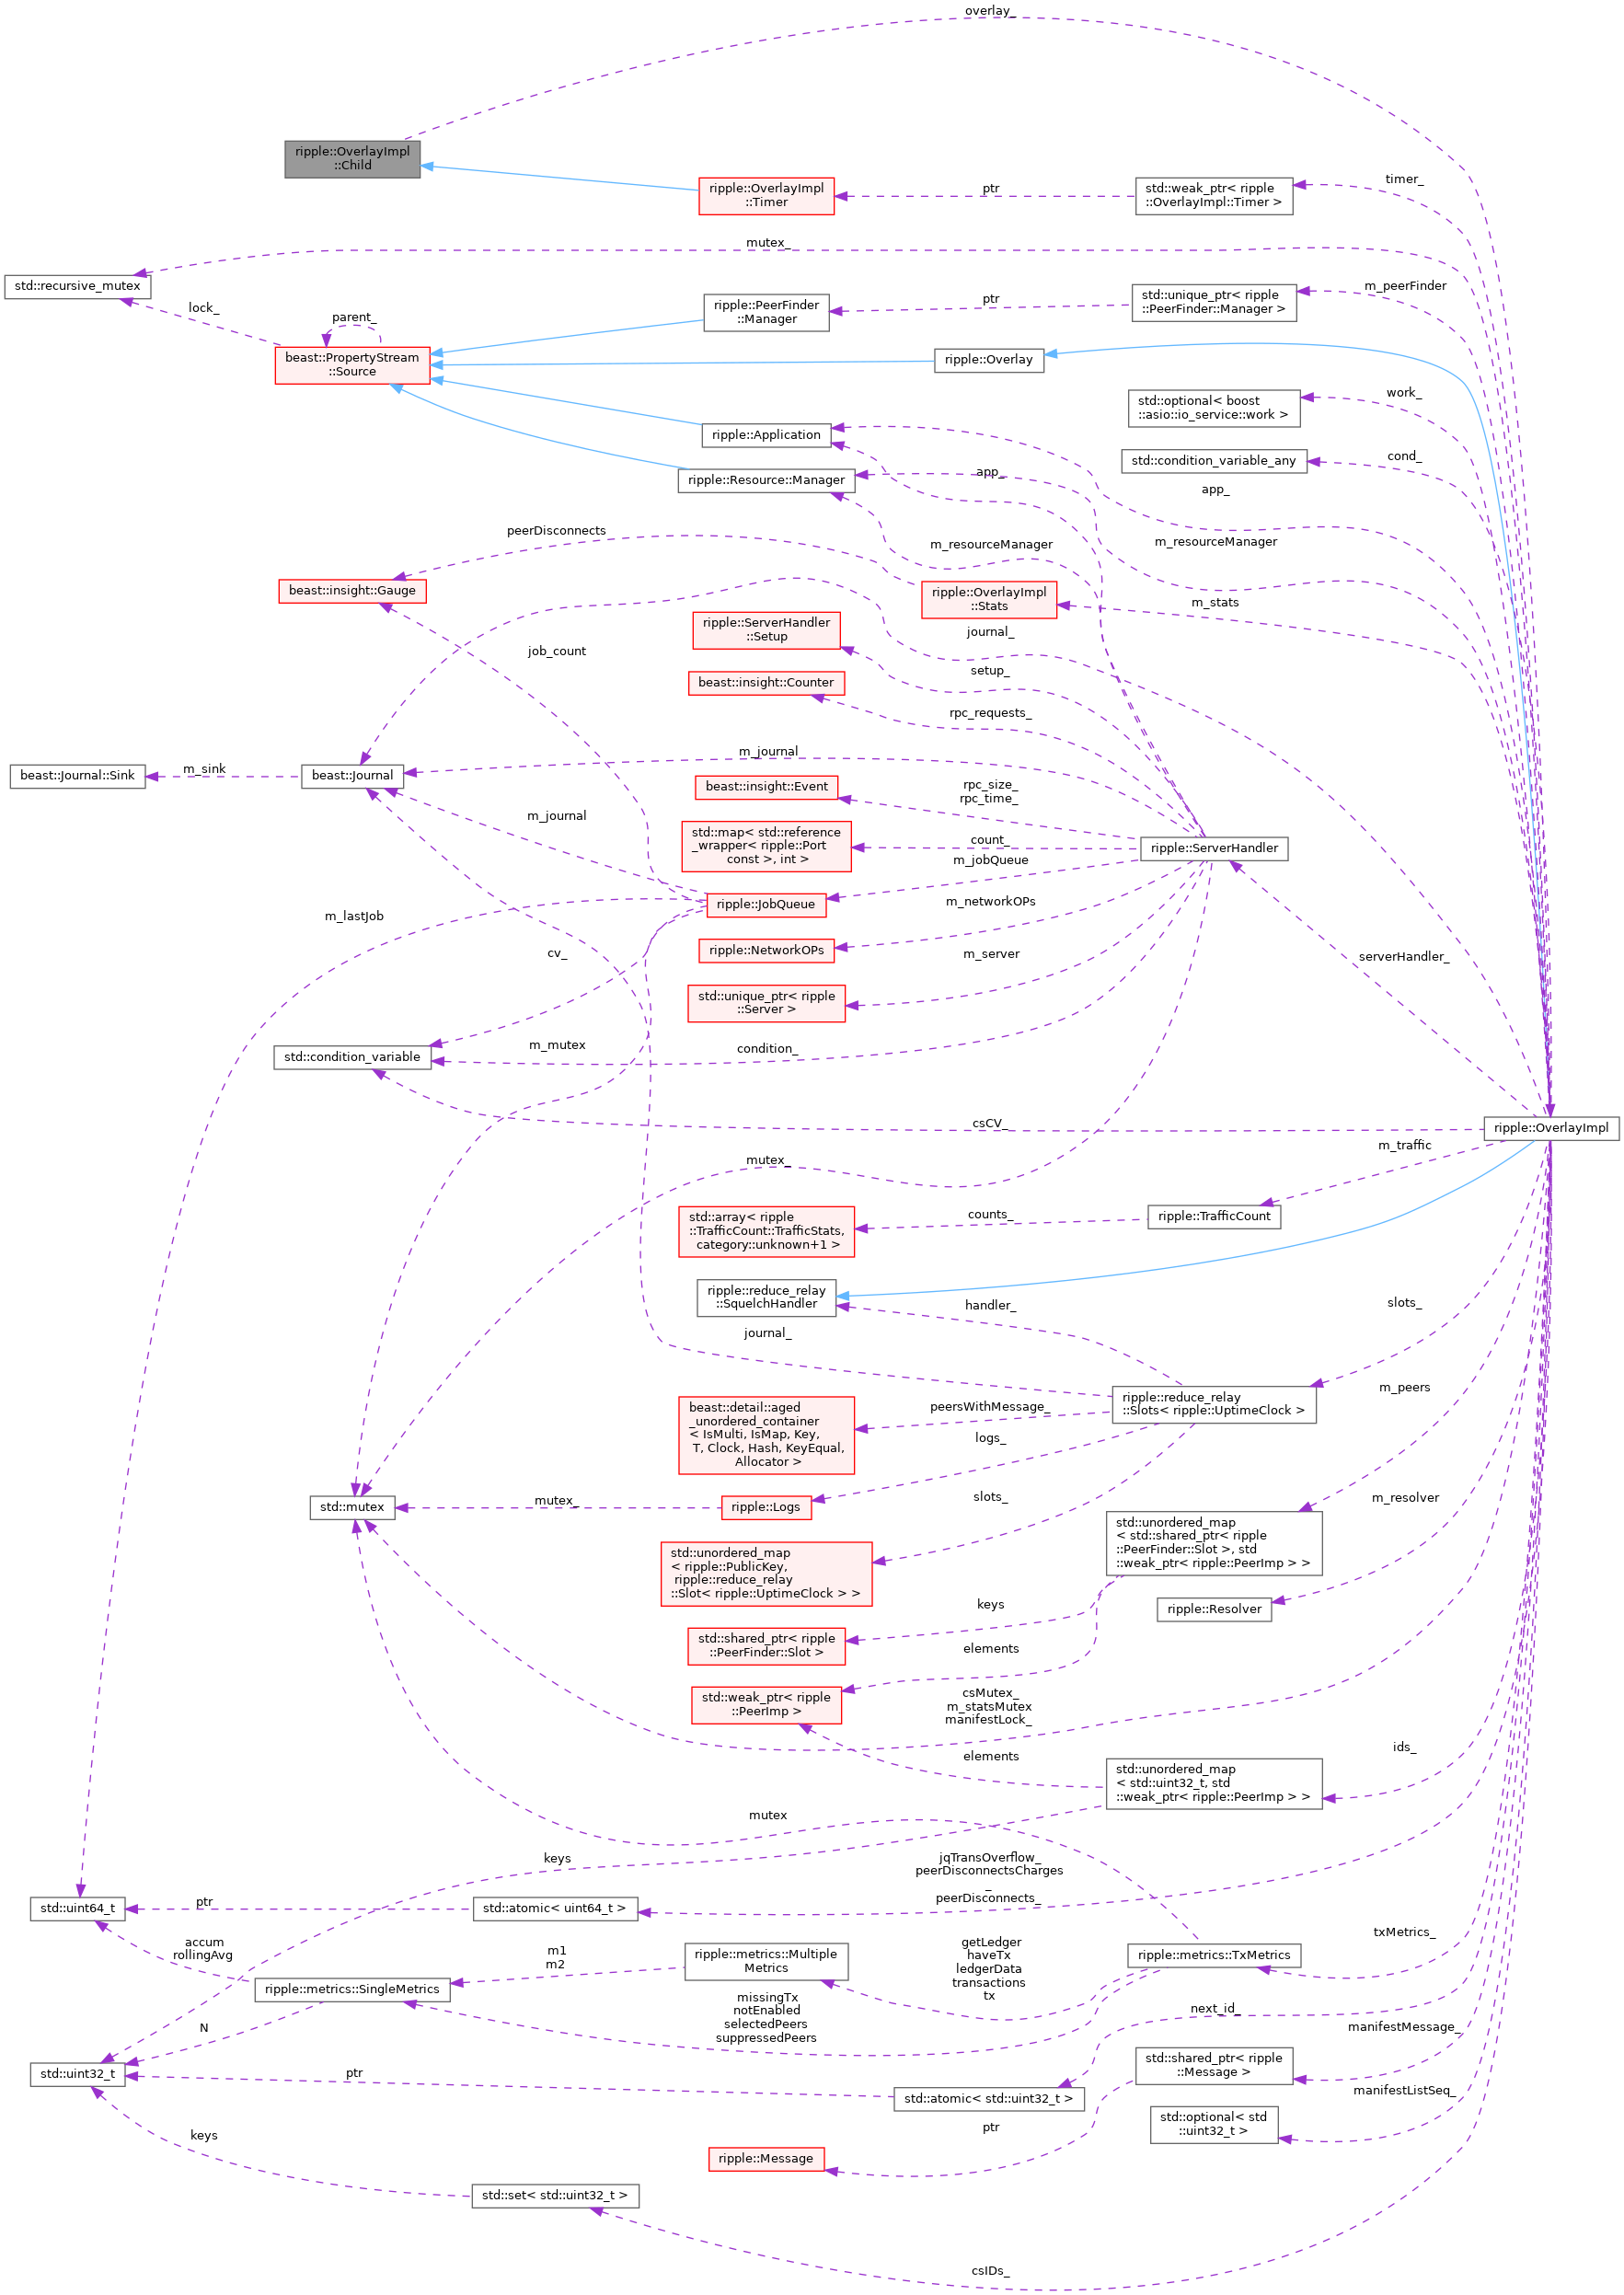 overlay_
ripple::OverlayImpl
::Child
timer_
ripple::OverlayImpl
::Timer
ptr
std::weak_ptr< ripple
::OverlayImpl::Timer >
mutex_
std::recursive_mutex
lock_
parent_
ripple::PeerFinder
::Manager
ptr
std::unique_ptr< ripple
::PeerFinder::Manager >
m_peerFinder
beast::PropertyStream
::Source
ripple::Overlay
std::optional< boost
::asio::io_service::work >
work_
ripple::Application
std::condition_variable_any
cond_
ripple::Resource::Manager
app_
app_
peerDisconnects
m_resourceManager
m_resourceManager
beast::insight::Gauge
ripple::OverlayImpl
::Stats
m_stats
ripple::ServerHandler
::Setup
journal_
job_count
setup_
beast::insight::Counter
rpc_requests_
m_journal
beast::Journal::Sink
m_sink
beast::Journal
beast::insight::Event
rpc_size_
rpc_time_
m_journal
std::map< std::reference
_wrapper< ripple::Port
const >, int >
count_
ripple::ServerHandler
m_jobQueue
m_lastJob
ripple::JobQueue
m_networkOPs
cv_
ripple::NetworkOPs
m_server
serverHandler_
std::unique_ptr< ripple
::Server >
std::condition_variable
m_mutex
condition_
csCV_
ripple::OverlayImpl
m_traffic
mutex_
std::array< ripple
::TrafficCount::TrafficStats,
category::unknown+1 >
counts_
ripple::TrafficCount
ripple::reduce_relay
::SquelchHandler
handler_
slots_
journal_
ripple::reduce_relay
::Slots< ripple::UptimeClock >
m_peers
beast::detail::aged
_unordered_container
< IsMulti, IsMap, Key,
T, Clock, Hash, KeyEqual,
Allocator >
peersWithMessage_
logs_
std::mutex
mutex_
ripple::Logs
slots_
m_resolver
std::unordered_map
< std::shared_ptr< ripple
::PeerFinder::Slot >, std
::weak_ptr< ripple::PeerImp > >
std::unordered_map
< ripple::PublicKey,
ripple::reduce_relay
::Slot< ripple::UptimeClock > >
keys
ripple::Resolver
std::shared_ptr< ripple
::PeerFinder::Slot >
elements
std::weak_ptr< ripple
::PeerImp >
csMutex_
m_statsMutex
manifestLock_
elements
ids_
std::unordered_map
< std::uint32_t, std
::weak_ptr< ripple::PeerImp > >
mutex
keys
jqTransOverflow_
peerDisconnectsCharges
_
peerDisconnects_
std::uint64_t
ptr
std::atomic< uint64_t >
txMetrics_
accum
rollingAvg
m1
m2
ripple::metrics::Multiple
Metrics
getLedger
haveTx
ledgerData
transactions
tx
ripple::metrics::TxMetrics
ripple::metrics::SingleMetrics
missingTx
notEnabled
selectedPeers
suppressedPeers
next_id_
N
manifestMessage_
std::uint32_t
ptr
std::atomic< std::uint32_t >
std::shared_ptr< ripple
::Message >
manifestListSeq_
keys
ptr
std::optional< std
::uint32_t >
ripple::Message
std::set< std::uint32_t >
csIDs_